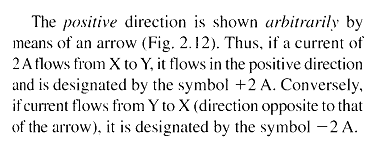 The positive direction is shown arbitrarily by
means of an arrow (Fig. 2.12). Thus, if a current of
2 A flows from X to Y, it flows in the positive direction
and is designated by the symbol +2 A. Conversely,
if current flows from Y to X (direction opposite to that
of the arrow), it is designated by the symbol −2 A.